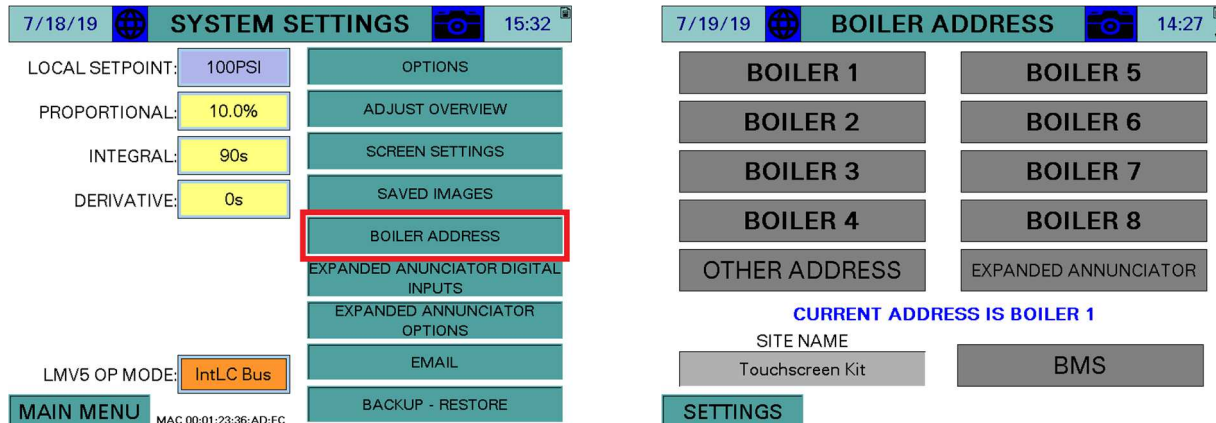 7/18/19 SYSTEM SETTINGS 15:32
LOCAL SETPOINT: 100PSI
PROPORTIONAL: 10.0%
INTEGRAL: 90s
DERIVATIVE: 0s
LMV5 OP MODE: IntLC Bus
OPTIONS
ADJUST OVERVIEW
SCREEN SETTINGS
SAVED IMAGES
BOILER ADDRESS
EXPANDED ANUNCIATOR DIGITAL
INPUTS
EXPANDED ANNUNCIATOR
OPTIONS
EMAIL
BACKUP - RESTORE
MAIN MENU
MAC 00:01:23:36:AD:FC
7/19/19 BOILER ADDRESS 14:27
BOILER 1
BOILER 2
BOILER 3
BOILER 4
OTHER ADDRESS
BOILER 5
BOILER 6
BOILER 7
BOILER 8
EXPANDED ANNUNCIATOR
CURRENT ADDRESS IS BOILER 1
SITE NAME
Touchscreen Kit
BMS
SETTINGS